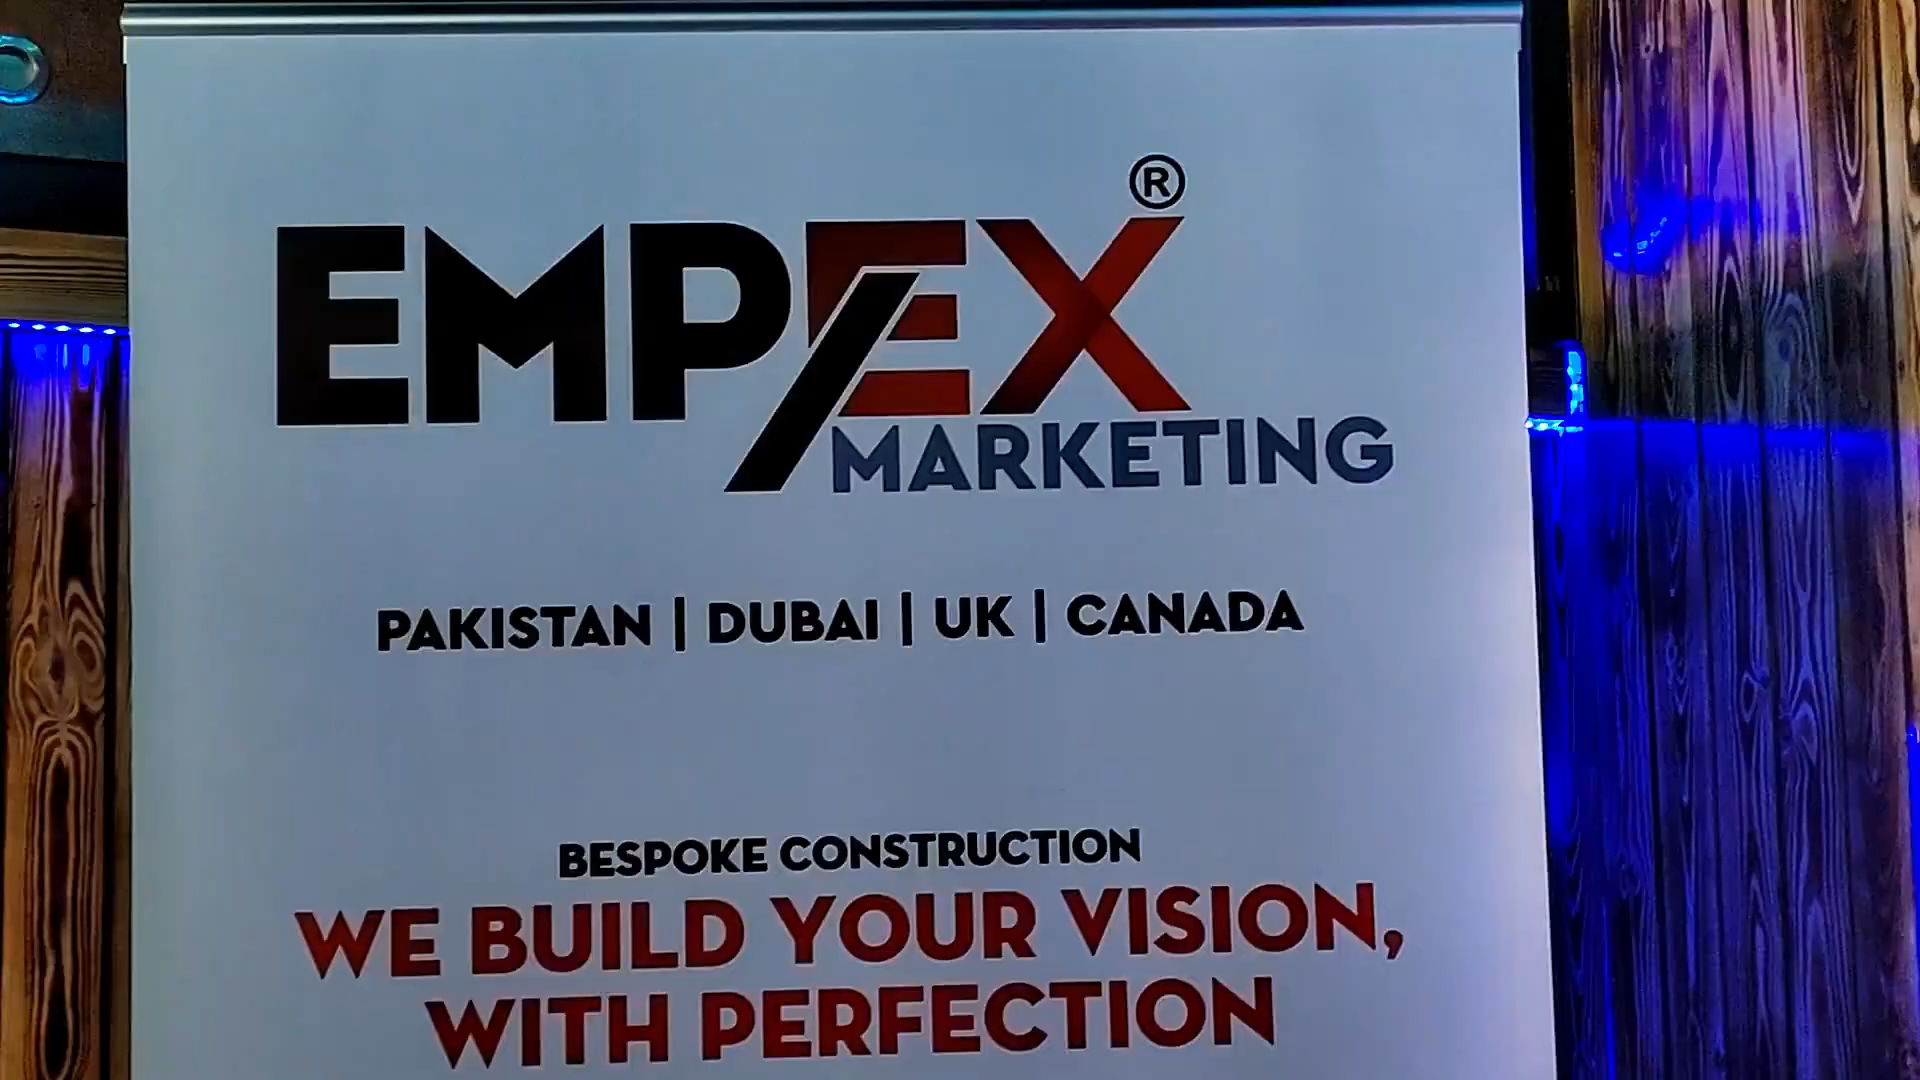 EMPEX®
MARKETING
PAKISTAN | DUBAI | UK | CANADA
BESPOKE CONSTRUCTION
WE BUILD YOUR VISION,
WITH PERFECTION